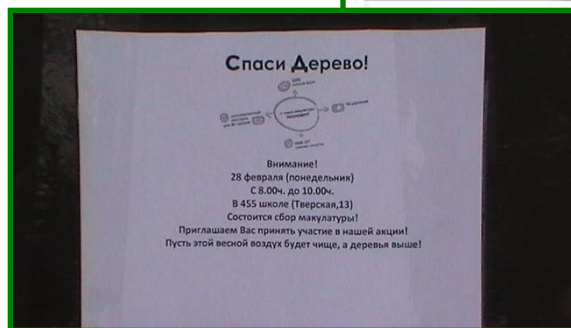 Спаси Дерево!
Внимание!
28 февраля (понедельник)
С 8.00ч. до 10.00ч.
В 455 школе (Тверская,13)
Состоится сбор макулатуры!
Приглашаем Вас принять участие в нашей акции!
Пусть этой весной воздух будет чище, а деревья выше!